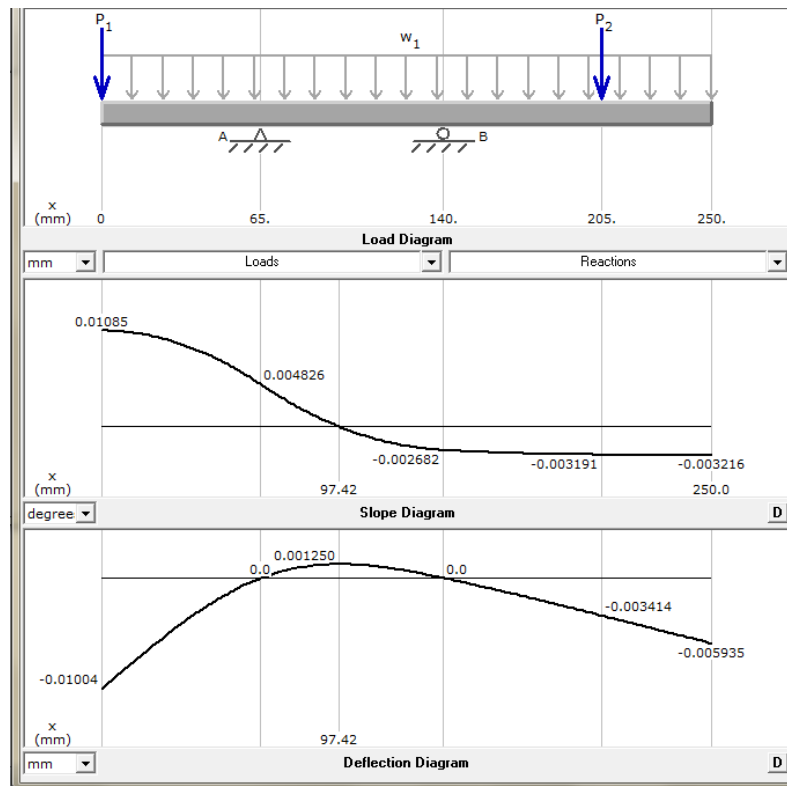 P1 P2
w1
A B
x
(mm) 0 65. 140. 205. 250.
Load Diagram
mm Loads Reactions
0.01085
0.004826
-0.002682 -0.003191 -0.003216
x
(mm) 97.42 250.0
degree Slope Diagram D
0.001250
0.0 0.0
-0.003414
-0.005935
-0.01004
x
(mm) 97.42
mm Deflection Diagram D